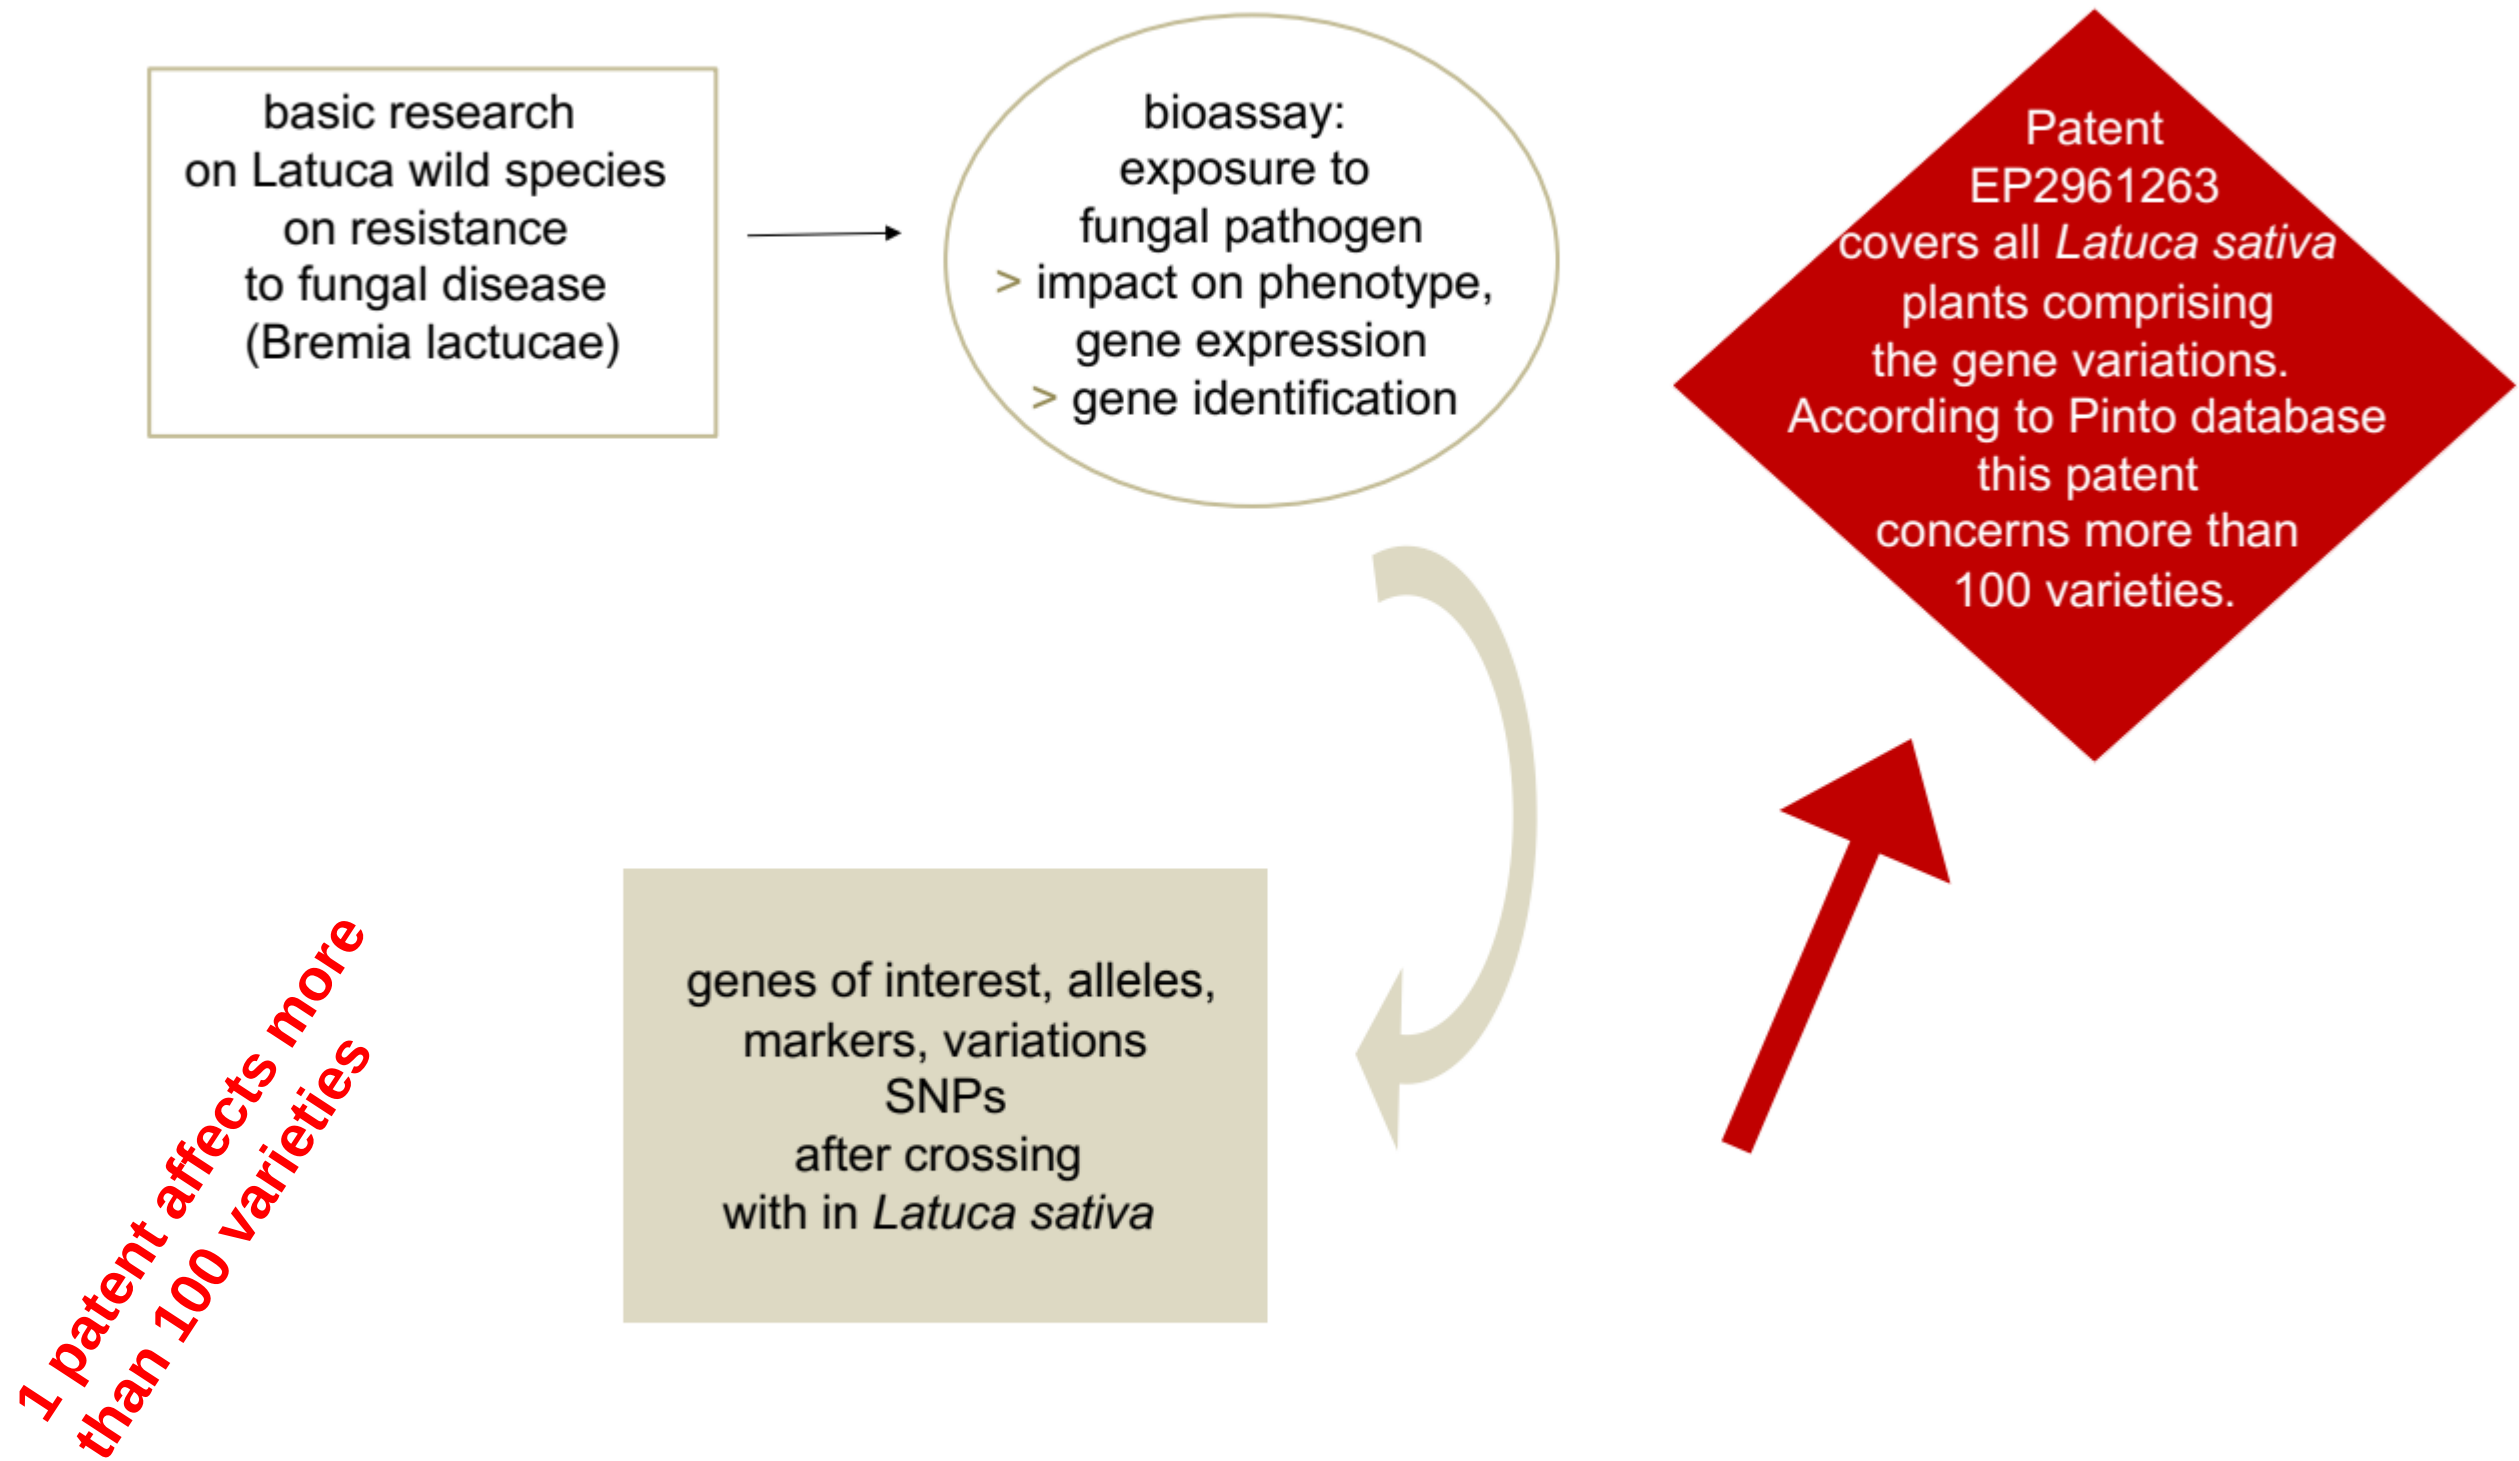 basic research
on Latuca wild species
on resistance
to fungal disease
(Bremia lactucae)
bioassay:
exposure to
fungal pathogen
> impact on phenotype,
gene expression
> gene identification
Patent
EP2961263
covers all Latuca sativa
plants comprising
the gene variations.
According to Pinto database
this patent
concerns more than
100 varieties.
genes of interest, alleles,
markers, variations
SNPs
after crossing
with in Latuca sativa
1 patent affects more
than 100 varieties